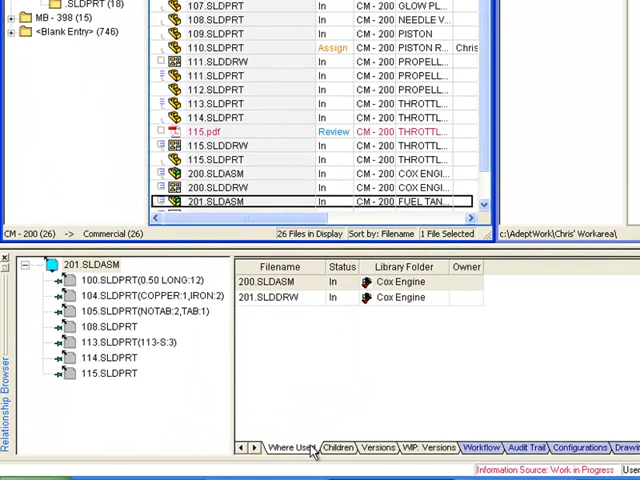 .SLDPRT (18)
MB - 398 (15)
<Blank Entry> (746)
107.SLDPRT In CM - 200 GLOW PL...
108.SLDPRT In CM - 200 NEEDLE V...
109.SLDPRT In CM - 200 PISTON
110.SLDPRT Assign CM - 200 PISTON R... Chris
111.SLDDRW In CM - 200 PROPELL...
111.SLDPRT In CM - 200 PROPELL...
112.SLDPRT In CM - 200 PROPELL...
113.SLDPRT In CM - 200 THROTTL...
114.SLDPRT In CM - 200 THROTTL...
115.pdf Review CM - 200 THROTTL...
115.SLDDRW In CM - 200 THROTTL...
115.SLDPRT In CM - 200 THROTTL...
200.SLDASM In CM - 200 COX ENGI...
200.SLDDRW In CM - 200 COX ENGI...
201.SLDASM In CM - 200 FUEL TAN...
CM - 200 (26) -> Commercial (26) 26 Files in Display Sort by: Filename 1 File Selected c:\AdeptWork\Chris' Workarea\
Relationship Browser
201.SLDASM
100.SLDPRT(0.50 LONG:12)
104.SLDPRT(COPPER:1,IRON:2)
105.SLDPRT(NOTAB:2,TAB:1)
108.SLDPRT
113.SLDPRT(113-S:3)
114.SLDPRT
115.SLDPRT
Filename Status Library Folder Owner
200.SLDASM In Cox Engine
201.SLDDRW In Cox Engine
Where Used Children Versions WIP: Versions Workflow Audit Trail Configurations Drawin
Information Source: Work in Progress User